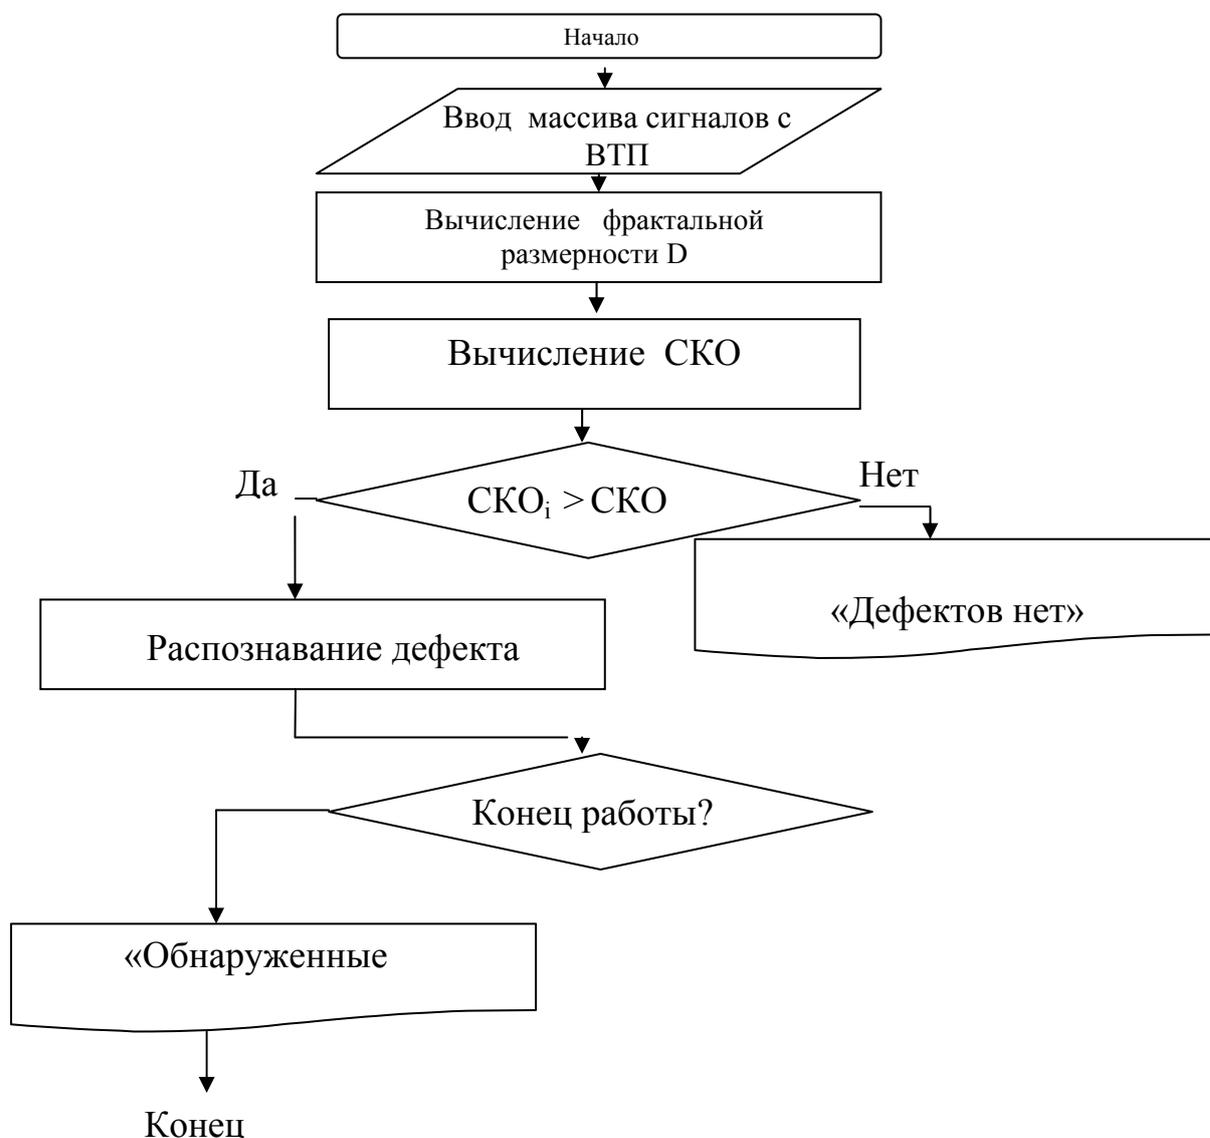 Начало
Ввод массива сигналов с
ВТП
Вычисление фрактальной
размерности D
Вычисление СКО
Да
СКОi > СКО
Нет
«Дефектов нет»
Распознавание дефекта
Конец работы?
«Обнаруженные
Конец